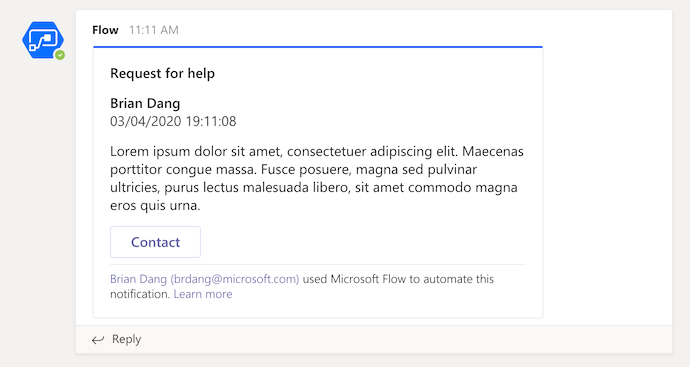 Flow 11:11 AM
Request for help
Brian Dang
03/04/2020 19:11:08
Lorem ipsum dolor sit amet, consectetuer adipiscing elit. Maecenas
porttitor congue massa. Fusce posuere, magna sed pulvinar
ultricies, purus lectus malesuada libero, sit amet commodo magna
eros quis urna.
Contact
Brian Dang (brdang@microsoft.com) used Microsoft Flow to automate this
notification. Learn more
Reply